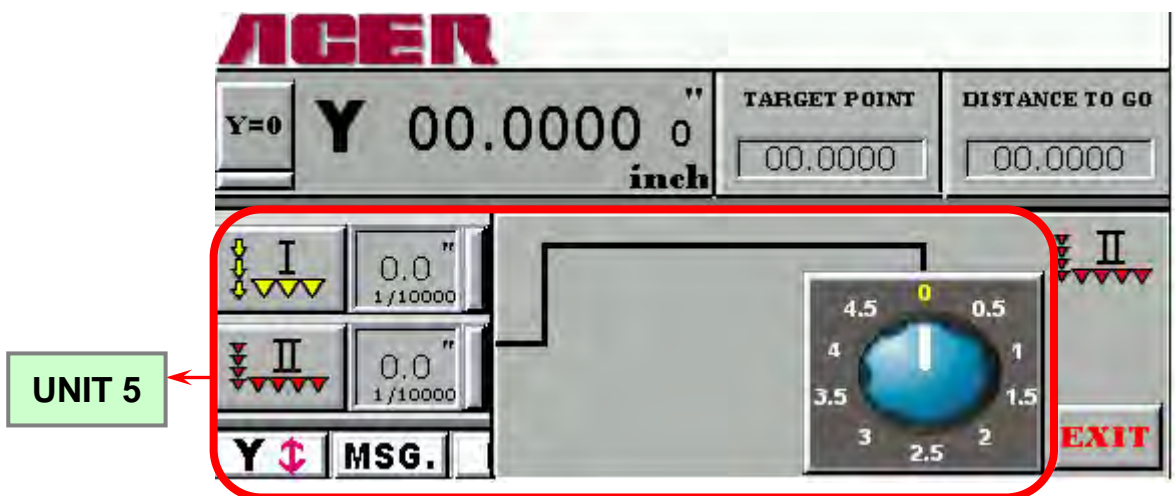 ACER
Y=0
Y 00.0000 "
0
inch
TARGET POINT
00.0000
DISTANCE TO GO
00.0000
I
0.0 "
1/10000
II
0.0 "
1/10000
0
0.5
1
1.5
2
2.5
3
3.5
4
4.5
II
UNIT 5
Y
MSG.
EXIT